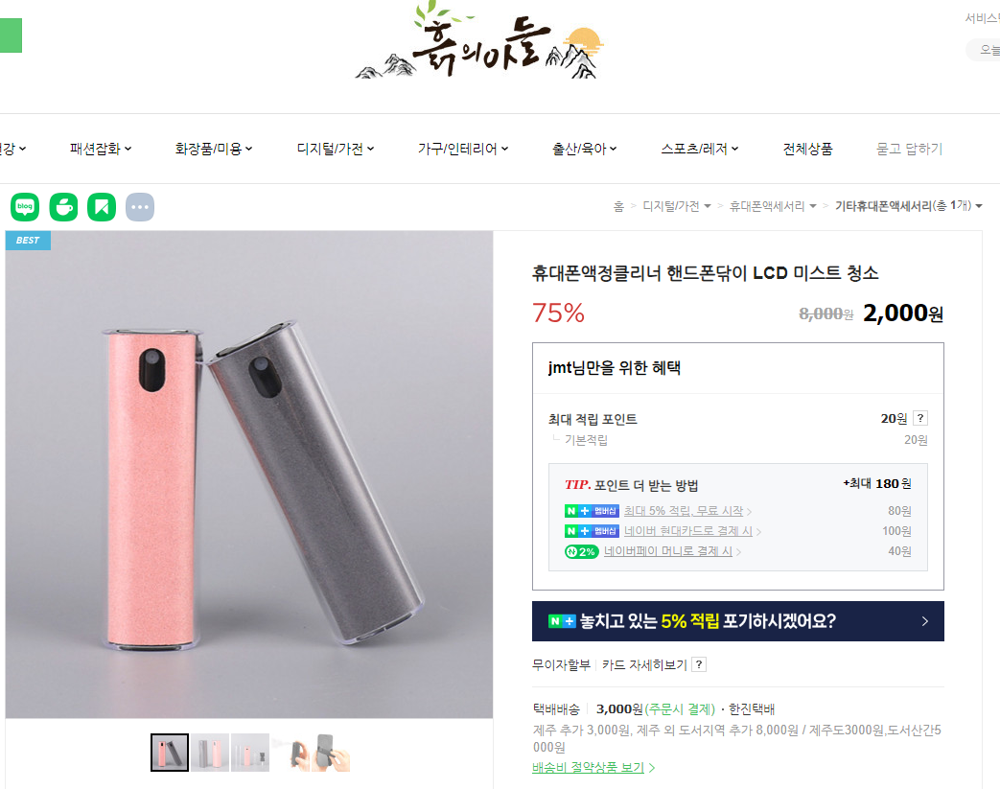 흙의아들
패션잡화
화장품/미용
디지털/가전
가구/인테리어
출산/육아
스포츠/레저
전체상품
묻고 답하기
blog
홈 > 디지털/가전 > 휴대폰액세서리 > 기타휴대폰액세서리(총 1개)
BEST
휴대폰액정클리너 핸드폰닦이 LCD 미스트 청소
75% 8,000원 2,000원
jmt님만을 위한 혜택
최대 적립 포인트 20원 ?
기본적립 20원
TIP. 포인트 더 받는 방법 +최대 180원
N+ 멤버십 최대 5% 적립, 무료 시작 > 80원
N+ 멤버십 네이버 현대카드로 결제 시 > 100원
N 2% 네이버페이 머니로 결제 시 > 40원
N+ 놓치고 있는 5% 적립 포기하시겠어요? >
무이자할부 카드 자세히보기 ?
택배배송 3,000원(주문시 결제) · 한진택배
제주 추가 3,000원, 제주 외 도서지역 추가 8,000원 / 제주도3000원,도서산간5
000원
배송비 절약상품 보기 >